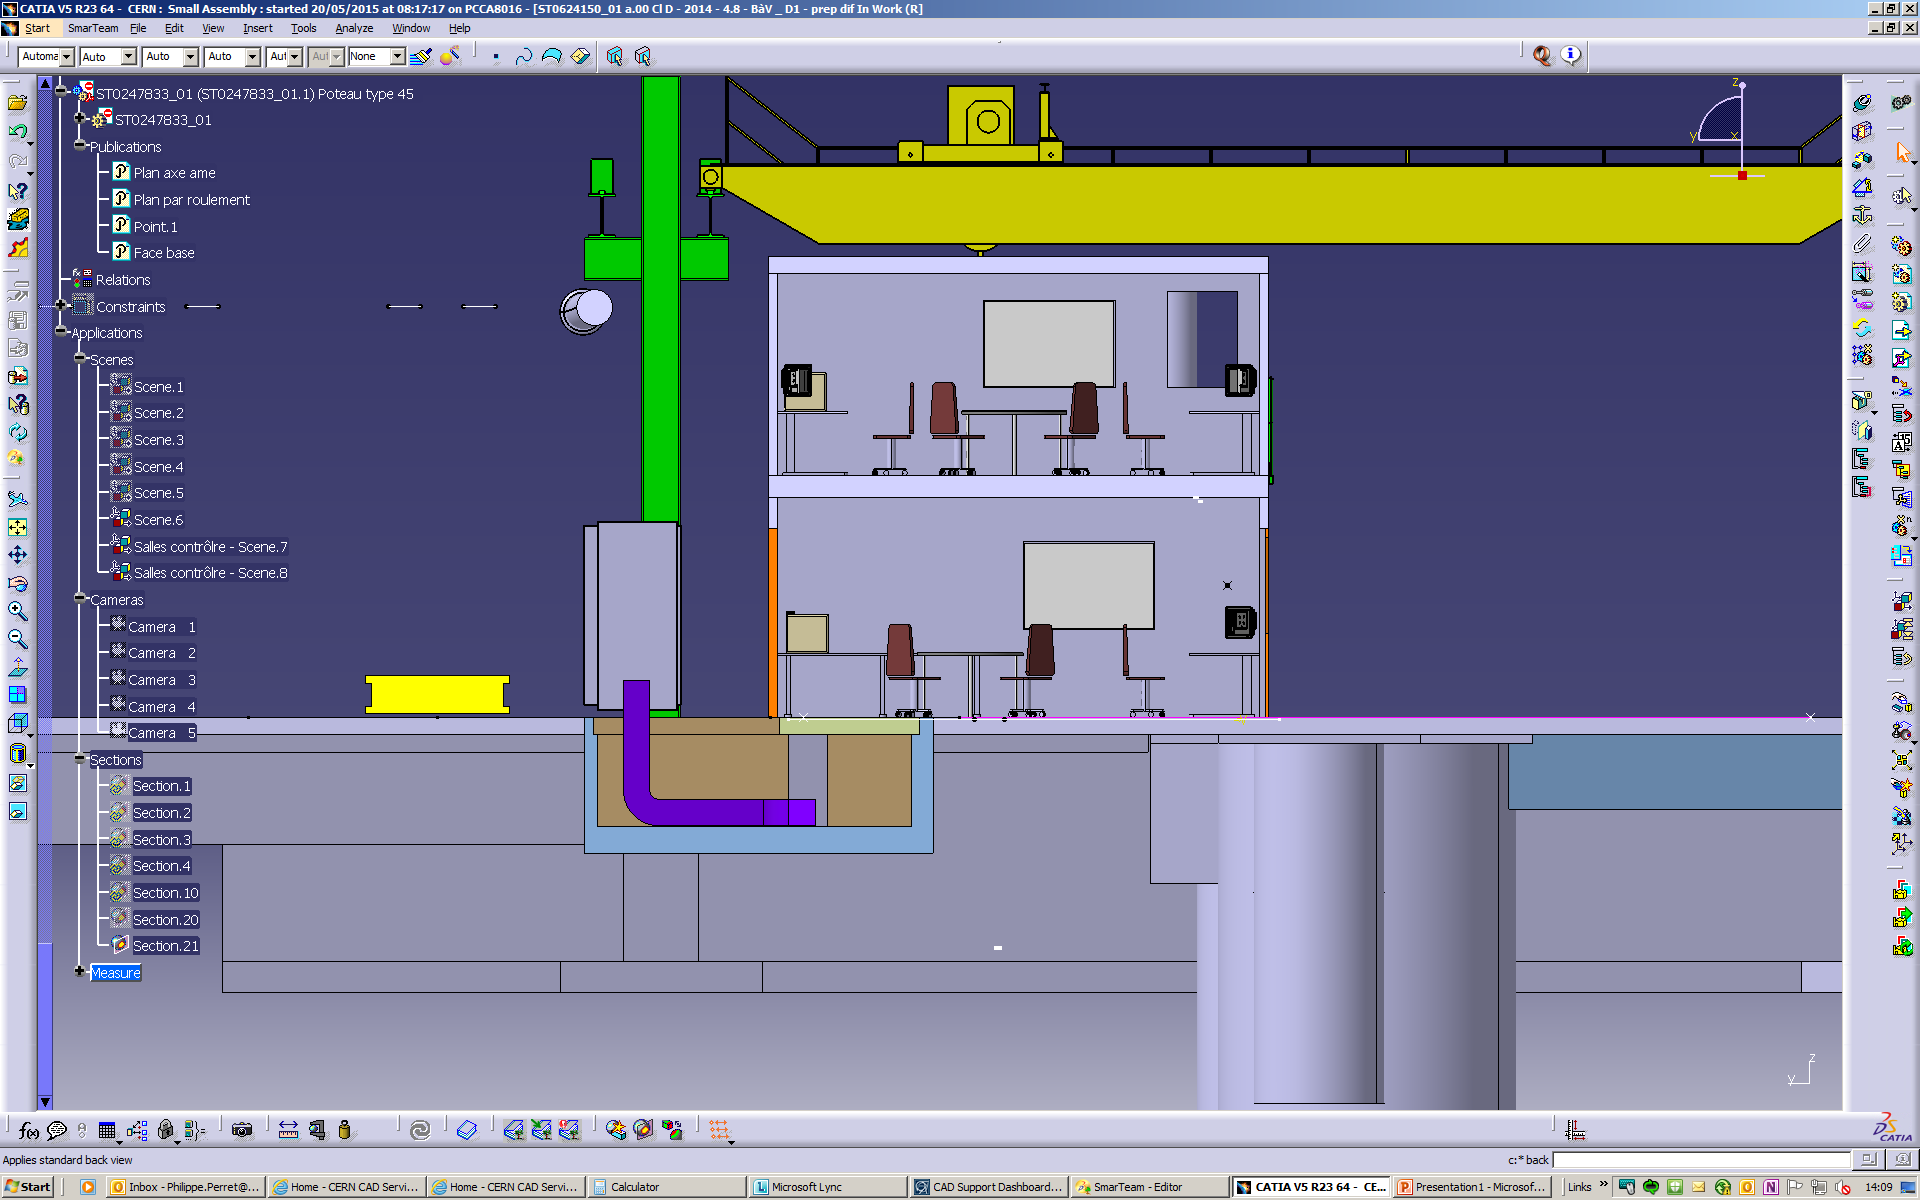 CATIA V5 R23 64 - CERN : Small Assembly : started 20/05/2015 at 08:17:17 on PCCA8016 - [ST0624150_01 a.00 Cl D - 2014 - 4.8 - BàV _ D1 - prep dif In Work (R]
Start SmarTeam File Edit View Insert Tools Analyze Window Help
Automa Auto Auto Auto Aut Aut None
ST0247833_01 (ST0247833_01.1) Poteau type 45
ST0247833_01
Publications
Plan axe ame
Plan par roulement
Point.1
Face base
Relations
Constraints
Applications
Scenes
Scene.1
Scene.2
Scene.3
Scene.4
Scene.5
Scene.6
Salles contrôlre - Scene.7
Salles contrôlre - Scene.8
Cameras
Camera 1
Camera 2
Camera 3
Camera 4
Camera 5
Sections
Section.1
Section.2
Section.3
Section.4
Section.10
Section.20
Section.21
Measure
z
y x
z
y
CATIA
Applies standard back view
c:*back
Start Inbox - Philippe.Perret@... Home - CERN CAD Servi... Home - CERN CAD Servi... Calculator Microsoft Lync CAD Support Dashboard... SmarTeam - Editor CATIA V5 R23 64 - CE... Presentation1 - Microsof... Links » 14:09